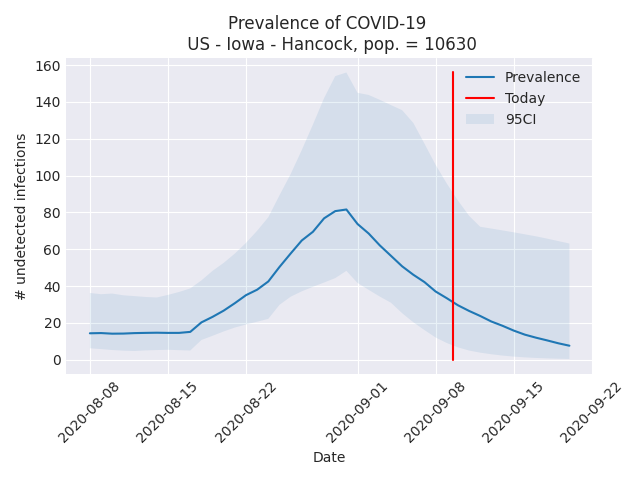 Prevalence of COVID-19
US - Iowa - Hancock, pop. = 10630
160
140
120
100
80
60
40
20
0
# undetected infections
Prevalence
Today
95CI
2020-08-08
2020-08-15
2020-08-22
2020-09-01
2020-09-08
2020-09-15
2020-09-22
Date